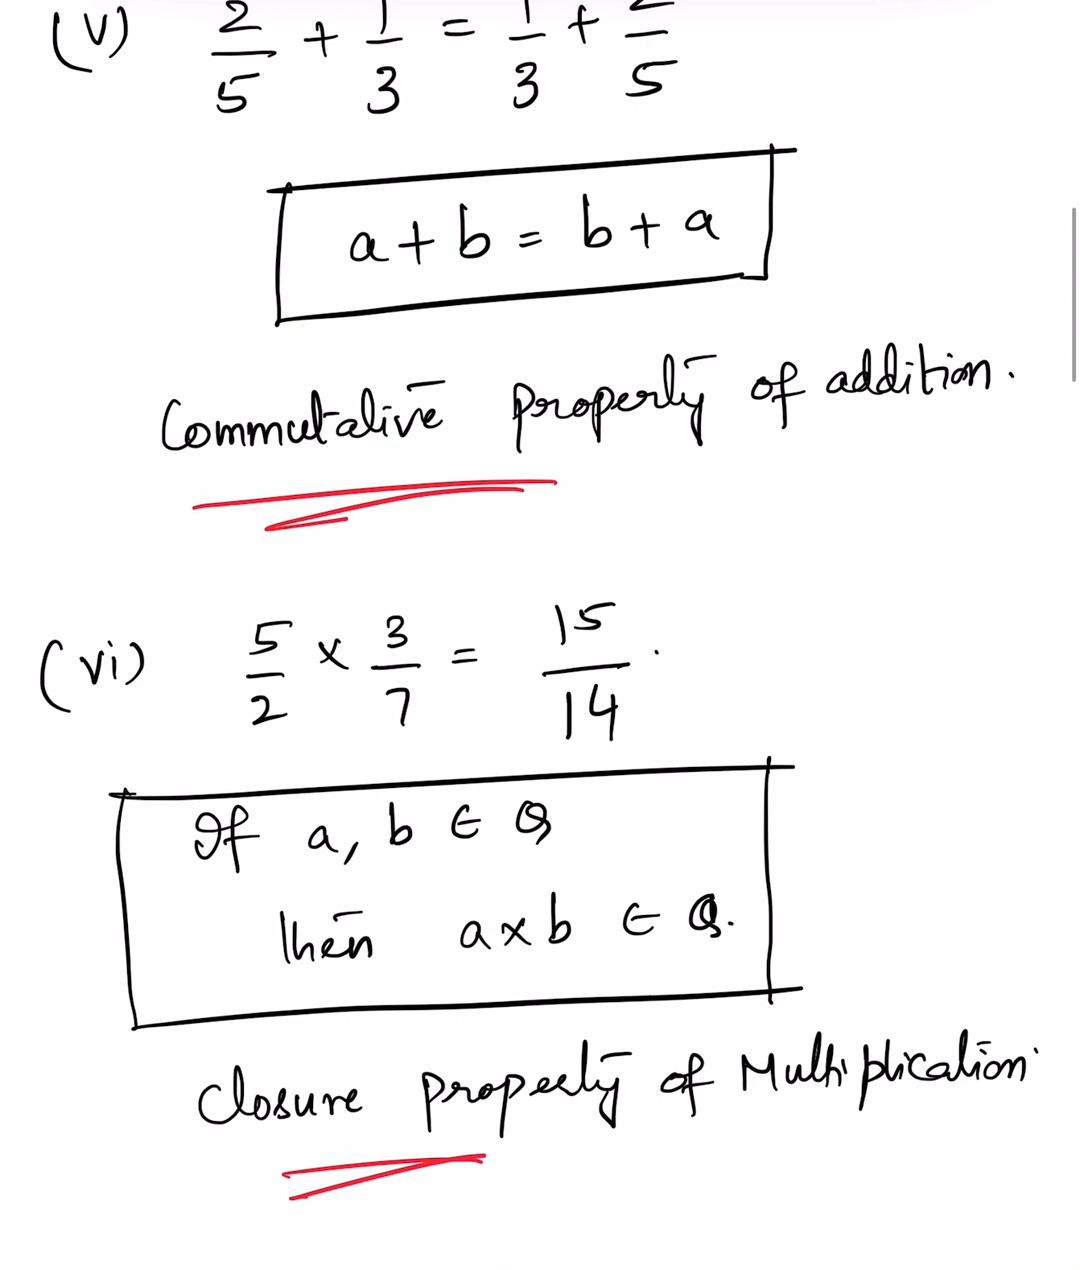 (v) 2/5 + 1/3 = 1/3 + 2/5
a + b = b + a
Commutative property of addition.
(vi) 5/2 × 3/7 = 15/14.
If a, b ∈ Q
then a × b ∈ Q.
Closure property of Multiplication.